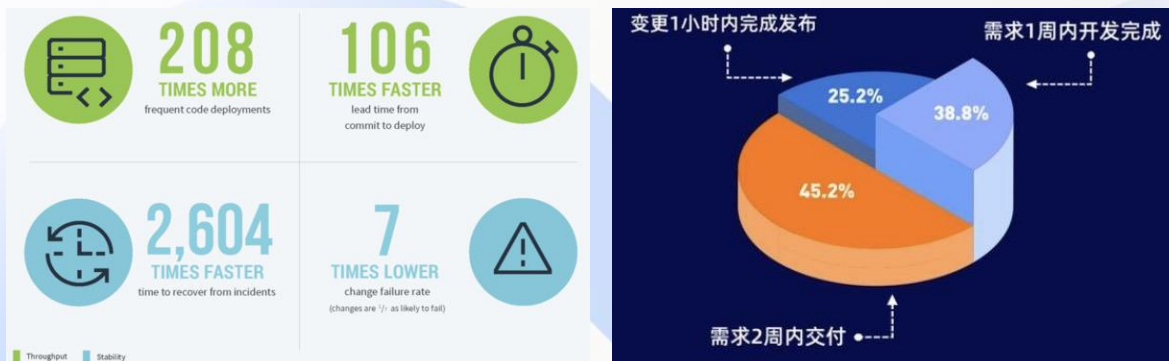 208
TIMES MORE
frequent code deployments
106
TIMES FASTER
lead time from
commit to deploy
2,604
TIMES FASTER
time to recover from incidents
7
TIMES LOWER
change failure rate
(changes are 1/7 as likely to fail)
Throughput
Stability
变更1小时内完成发布
需求1周内开发完成
25.2%
38.8%
45.2%
需求2周内交付